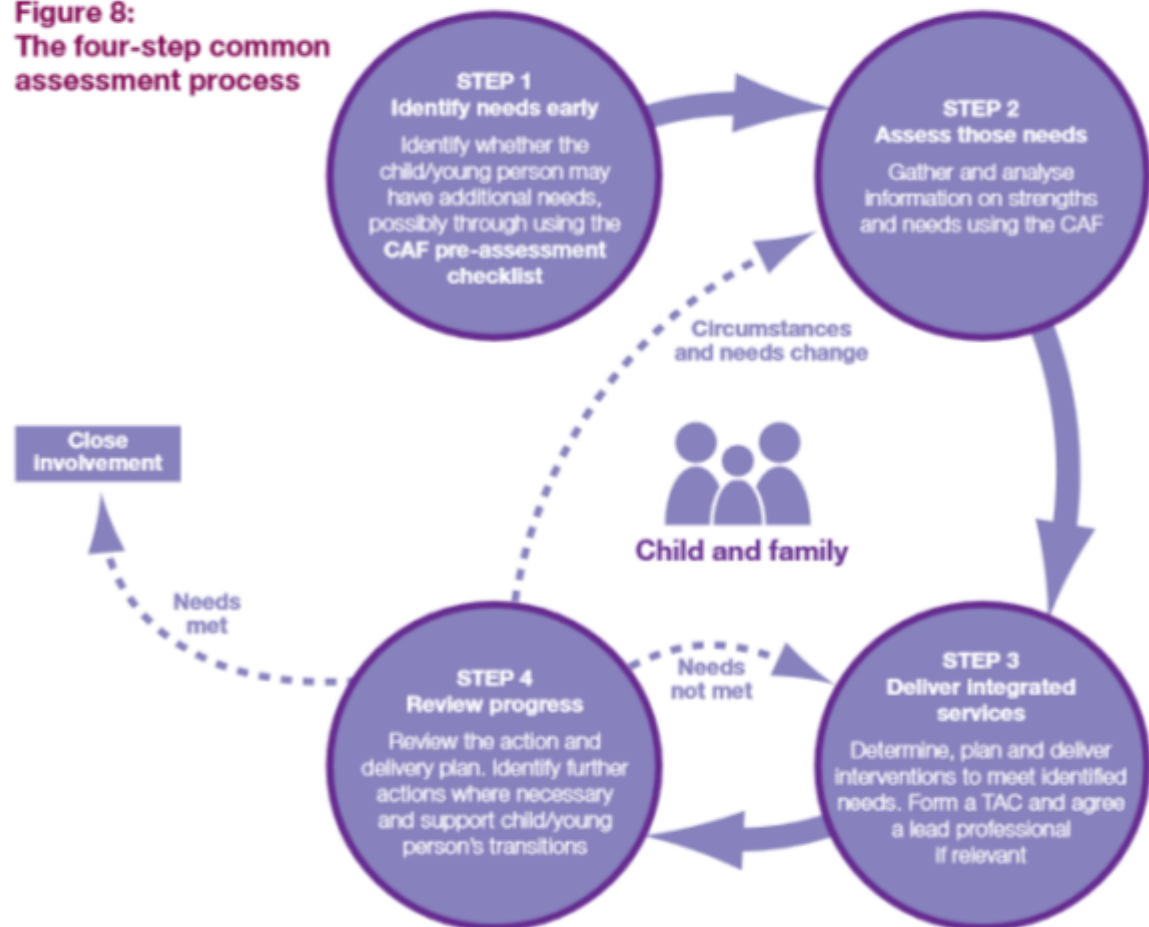 Figure 8:
The four-step common
assessment process
STEP 1
Identify needs early
Identify whether the
child/young person may
have additional needs,
possibly through using the
CAF pre-assessment
checklist
STEP 2
Assess those needs
Gather and analyse
information on strengths
and needs using the CAF
Circumstances
and needs change
Close
involvement
Child and family
Needs
met
Needs
not met
STEP 3
Deliver integrated
services
Determine, plan and deliver
interventions to meet identified
needs. Form a TAC and agree
a lead professional
if relevant
STEP 4
Review progress
Review the action and
delivery plan. Identify further
actions where necessary
and support child/young
person's transitions